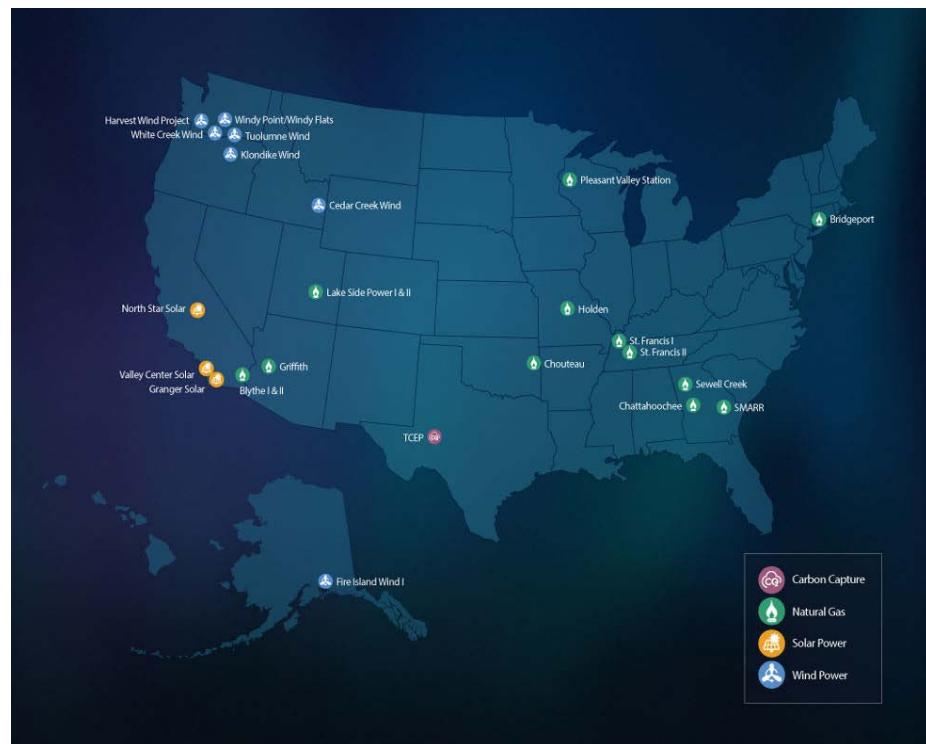 Harvest Wind Project
Windy Point/Windy Flats
White Creek Wind
Tuolumne Wind
Klondike Wind
Pleasant Valley Station
Cedar Creek Wind
Bridgeport
Lake Side Power I & II
North Star Solar
Holden
St. Francis I
St. Francis II
Chouteau
Griffith
Valley Center Solar
Granger Solar
Blythe I & II
Sewell Creek
Chattahoochee
SMARR
TCEP
Fire Island Wind I
Carbon Capture
Natural Gas
Solar Power
Wind Power